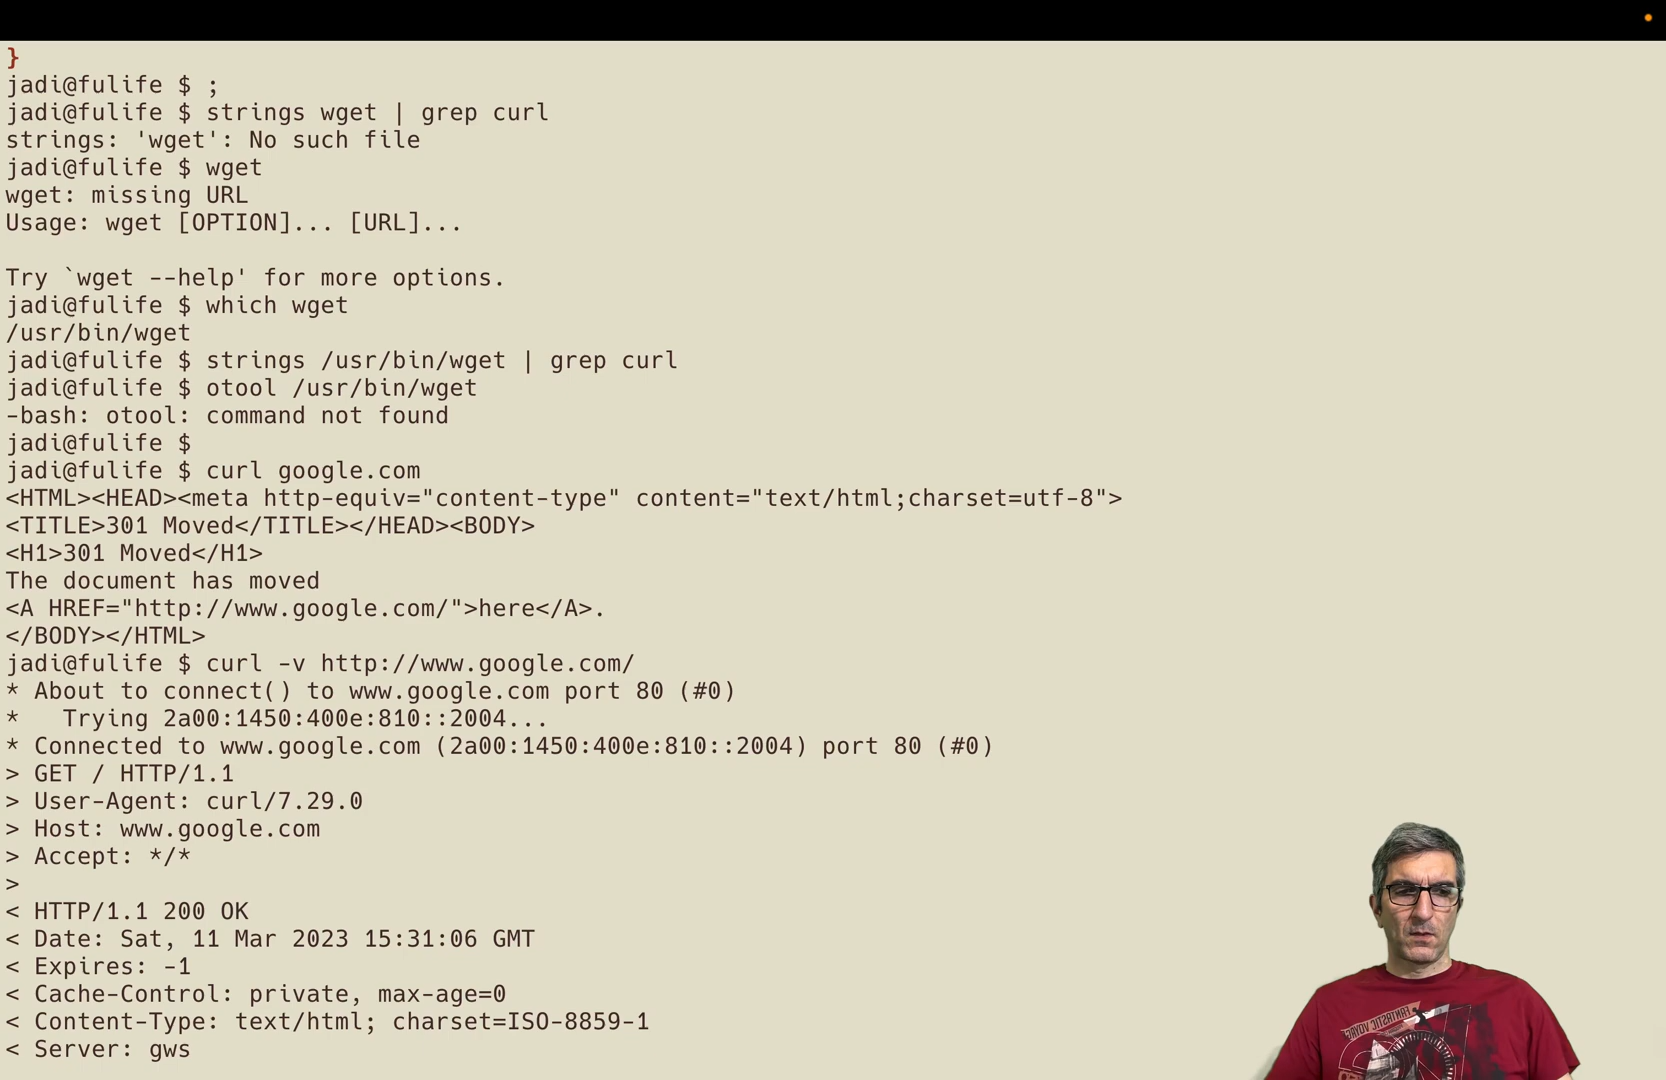 }
jadi@fulife $ ;
jadi@fulife $ strings wget | grep curl
strings: 'wget': No such file
jadi@fulife $ wget
wget: missing URL
Usage: wget [OPTION]... [URL]...
Try `wget --help' for more options.
jadi@fulife $ which wget
/usr/bin/wget
jadi@fulife $ strings /usr/bin/wget | grep curl
jadi@fulife $ otool /usr/bin/wget
-bash: otool: command not found
jadi@fulife $
jadi@fulife $ curl google.com
<HTML><HEAD><meta http-equiv="content-type" content="text/html;charset=utf-8">
<TITLE>301 Moved</TITLE></HEAD><BODY>
<H1>301 Moved</H1>
The document has moved
<A HREF="http://www.google.com/">here</A>.
</BODY></HTML>
jadi@fulife $ curl -v http://www.google.com/
* About to connect() to www.google.com port 80 (#0)
*   Trying 2a00:1450:400e:810::2004...
* Connected to www.google.com (2a00:1450:400e:810::2004) port 80 (#0)
> GET / HTTP/1.1
> User-Agent: curl/7.29.0
> Host: www.google.com
> Accept: */*
>
< HTTP/1.1 200 OK
< Date: Sat, 11 Mar 2023 15:31:06 GMT
< Expires: -1
< Cache-Control: private, max-age=0
< Content-Type: text/html; charset=ISO-8859-1
< Server: gws
FANTASTIC VOYAGE